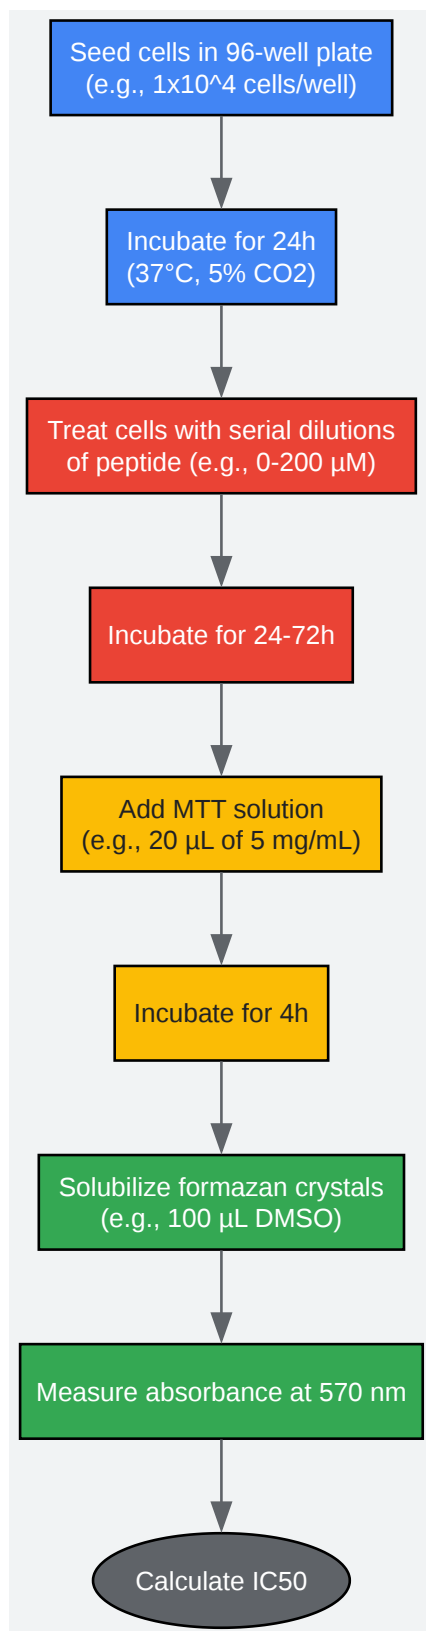 Seed cells in 96-well plate
(e.g., 1x10^4 cells/well)
Incubate for 24h
(37°C, 5% CO2)
Treat cells with serial dilutions
of peptide (e.g., 0-200 µM)
Incubate for 24-72h
Add MTT solution
(e.g., 20 µL of 5 mg/mL)
Incubate for 4h
Solubilize formazan crystals
(e.g., 100 µL DMSO)
Measure absorbance at 570 nm
Calculate IC50